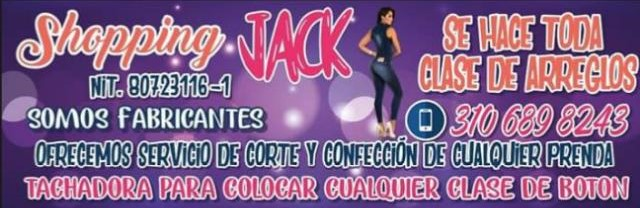 Shopping JACK
NIT. 80723116-1
SOMOS FABRICANTES
SE HACE TODA
CLASE DE ARREGLOS
310 689 8243
OFRECEMOS SERVICIO DE CORTE Y CONFECCIÓN DE CUALQUIER PRENDA
TACHADORA PARA COLOCAR CUALQUIER CLASE DE BOTON